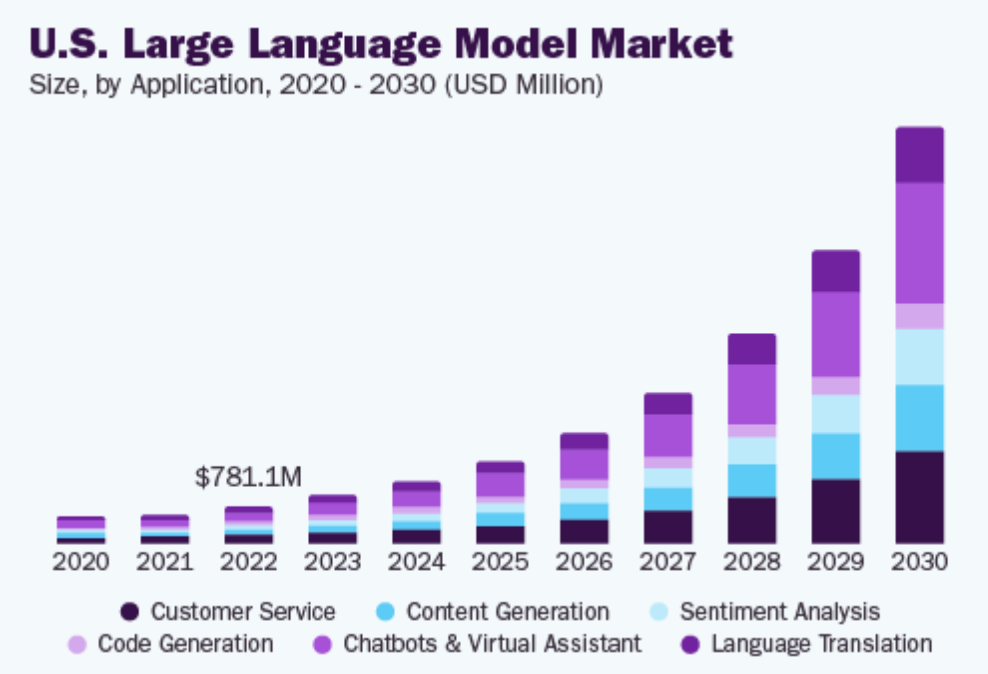 U.S. Large Language Model Market
Size, by Application, 2020 - 2030 (USD Million)
$781.1M
2020 2021 2022 2023 2024 2025 2026 2027 2028 2029 2030
Customer Service Content Generation Sentiment Analysis
Code Generation Chatbots & Virtual Assistant Language Translation